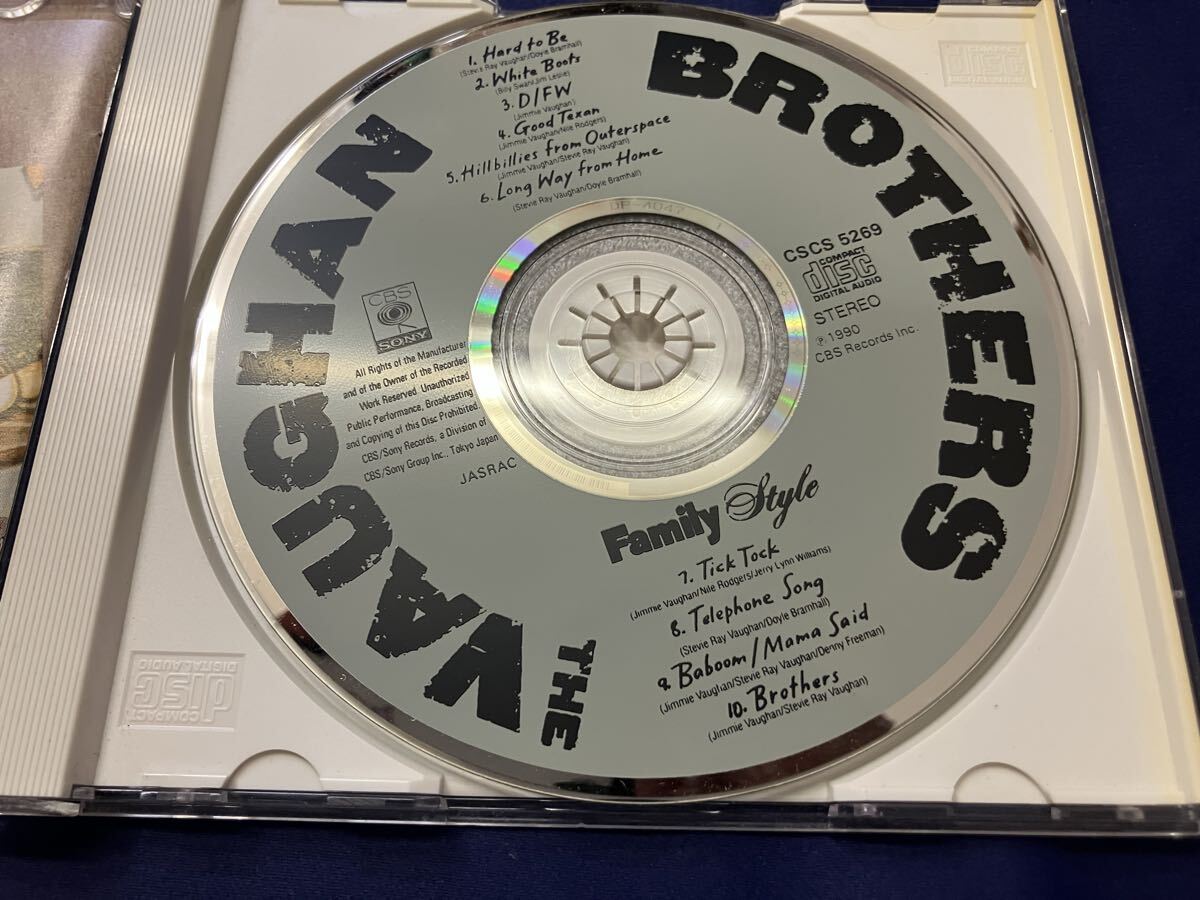 THE
VAUGHAN
BROTHERS
1. Hard to Be
(Stevie Ray Vaughan/Doyle Bramhall)
2. White Boots
(Billy Swan/Jim Leslie)
3. D/FW
(Jimmie Vaughan)
4. Good Texan
(Jimmie Vaughan/Nile Rodgers)
5. Hillbillies from Outerspace
(Jimmie Vaughan/Stevie Ray Vaughan)
6. Long Way from Home
(Stevie Ray Vaughan/Doyle Bramhall)
CBS
SONY
All Rights of the Manufacturer
and of the Owner of the Recorded
Work Reserved Unauthorized
Public Performance, Broadcasting
and Copying of this Disc Prohibited.
CBS/Sony Records, a Division of
CBS/Sony Group Inc., Tokyo Japan
JASRAC
CSCS 5269
COMPACT
disc
DIGITAL AUDIO
STEREO
℗ 1990
CBS Records Inc.
Family Style
7. Tick Tock
(Jimmie Vaughan/Nile Rodgers/Jerry Lynn Williams)
8. Telephone Song
(Stevie Ray Vaughan/Doyle Bramhall)
9. Baboom/Mama Said
(Jimmie Vaughan/Stevie Ray Vaughan/Denny Freeman)
10. Brothers
(Jimmie Vaughan/Stevie Ray Vaughan)
COMPACT
disc
DIGITAL AUDIO
COMPACT
disc
DIGITAL AUDIO